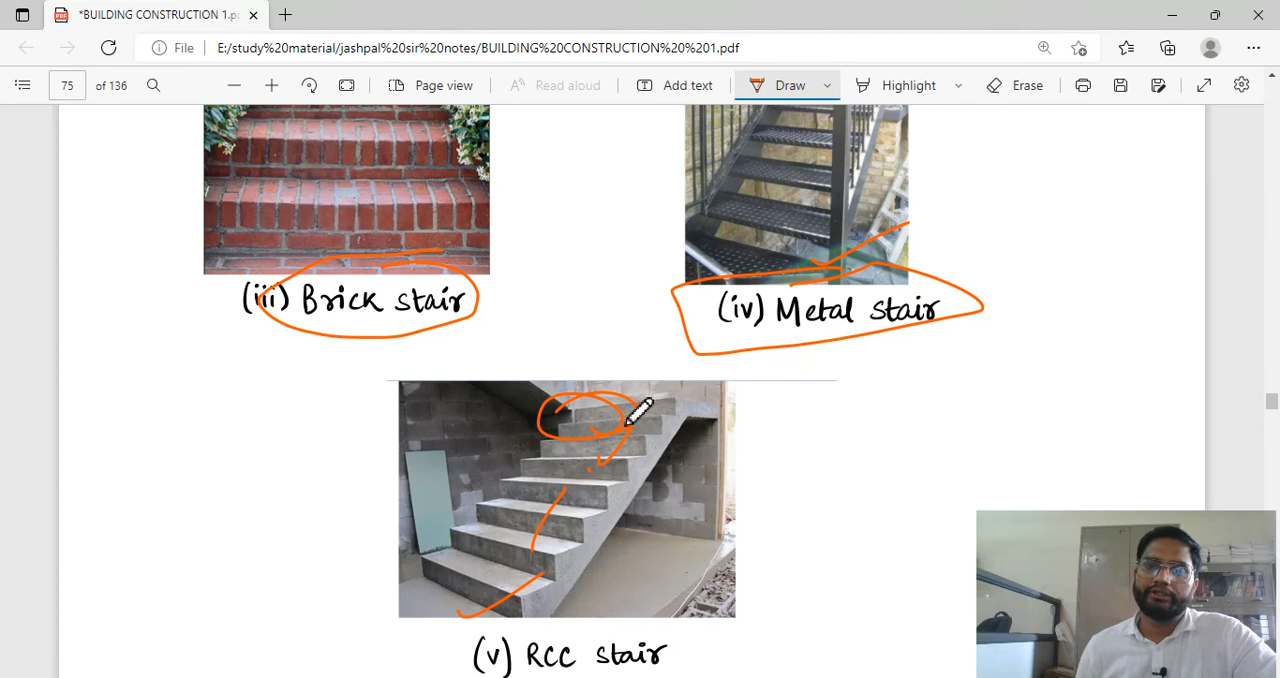 *BUILDING CONSTRUCTION 1.p
File E:/study%20material/jashpal%20sir%20notes/BUILDING%20CONSTRUCTION%20%201.pdf
75 of 136 Page view Read aloud Add text Draw Highlight Erase
(iii) Brick stair
(iv) Metal stair
(v) RCC stair